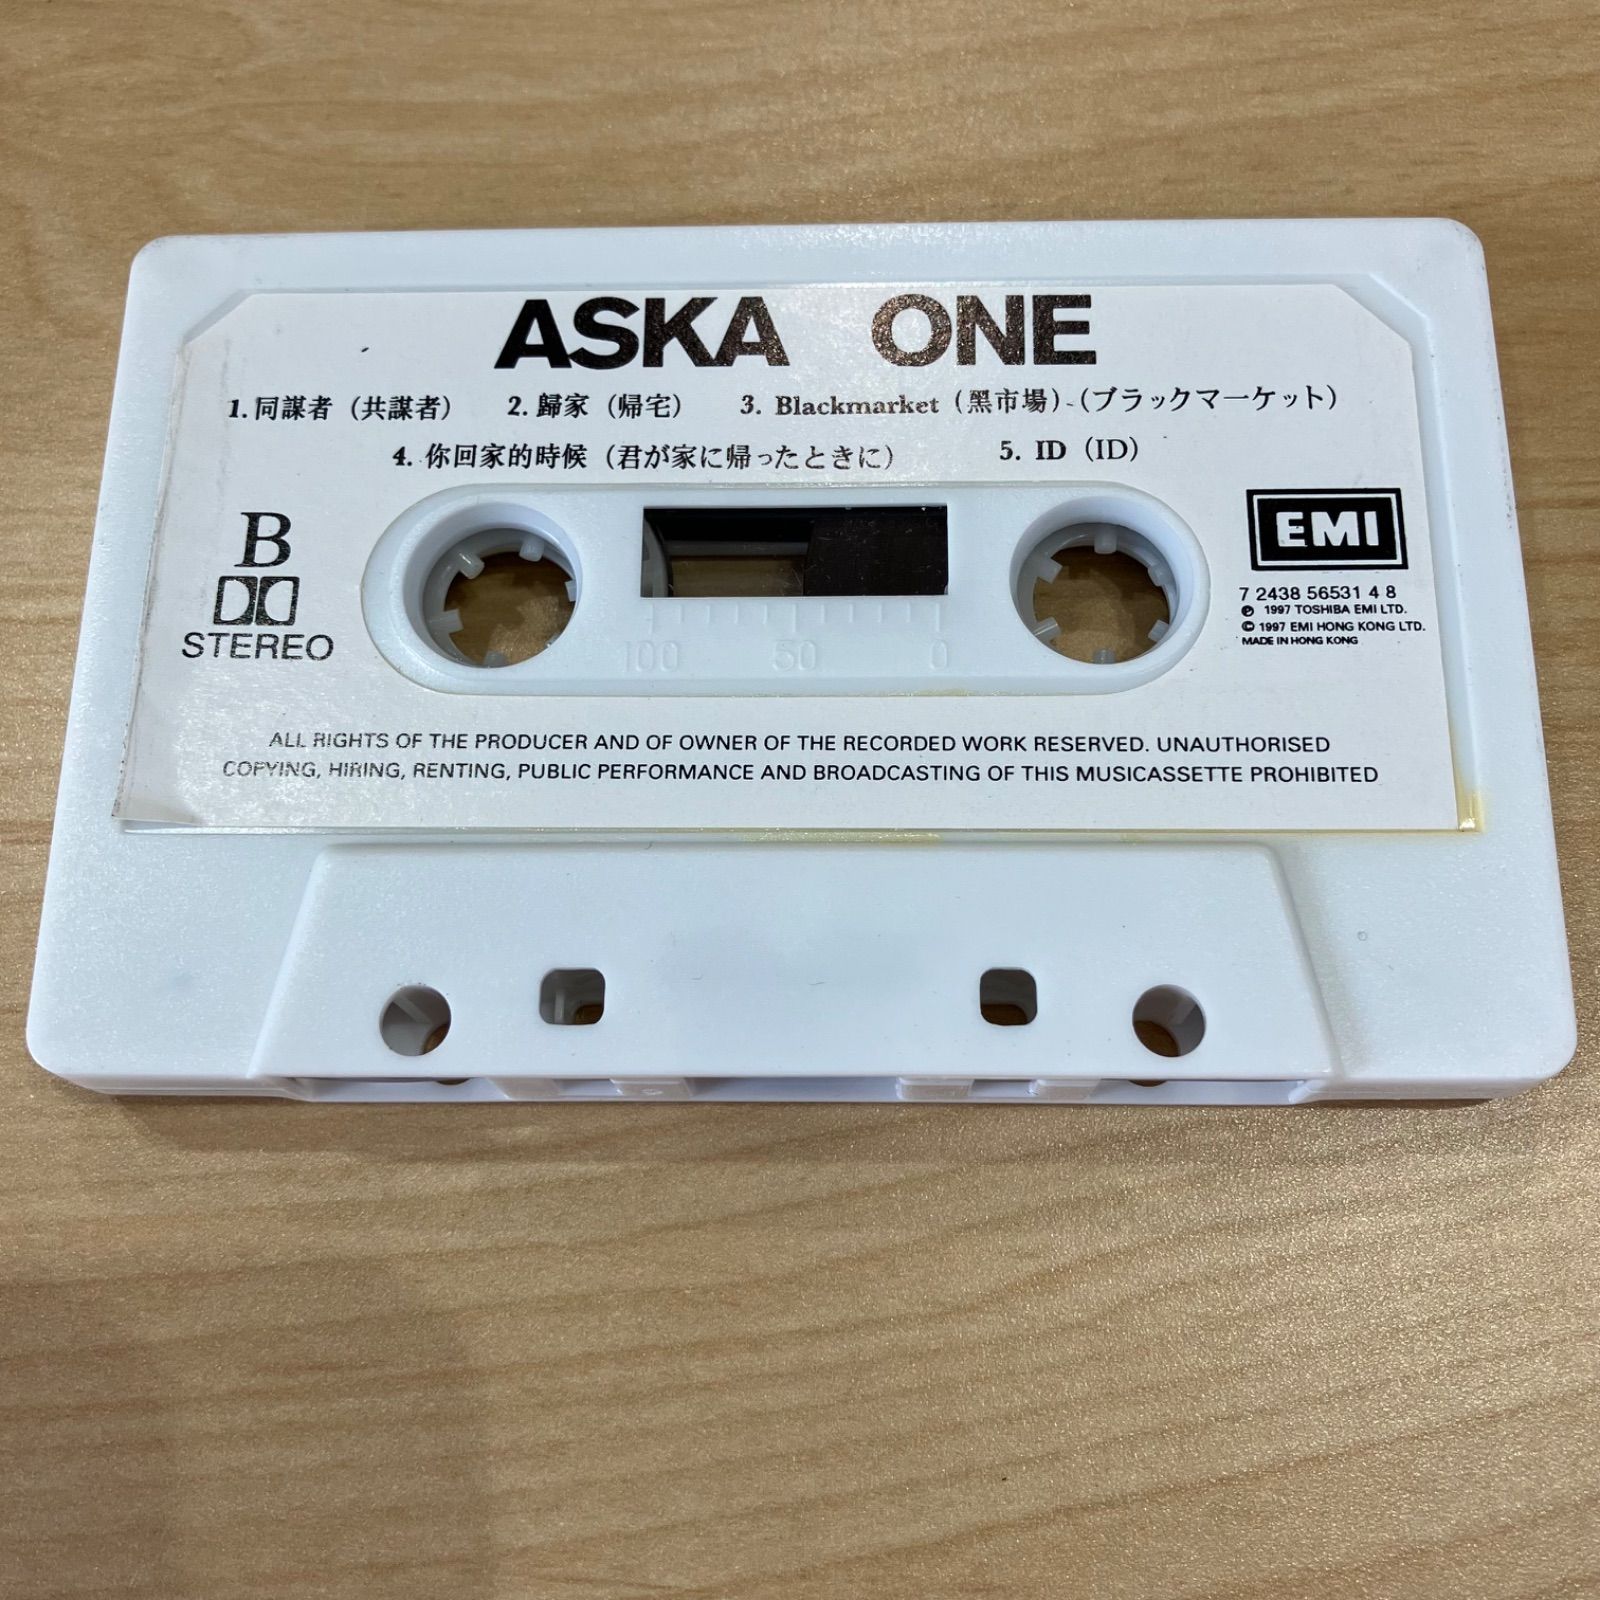 ASKA ONE
1. 同謀者（共謀者） 2. 歸家（帰宅） 3. Blackmarket（黑市場）（ブラックマーケット）
4. 你回家的時候（君が家に帰ったときに） 5. ID（ID）
B
STEREO
EMI
7 2438 56531 4 8
℗ 1997 TOSHIBA EMI LTD.
© 1997 EMI HONG KONG LTD.
MADE IN HONG KONG
100 50 0
ALL RIGHTS OF THE PRODUCER AND OF OWNER OF THE RECORDED WORK RESERVED. UNAUTHORISED
COPYING, HIRING, RENTING, PUBLIC PERFORMANCE AND BROADCASTING OF THIS MUSICASSETTE PROHIBITED